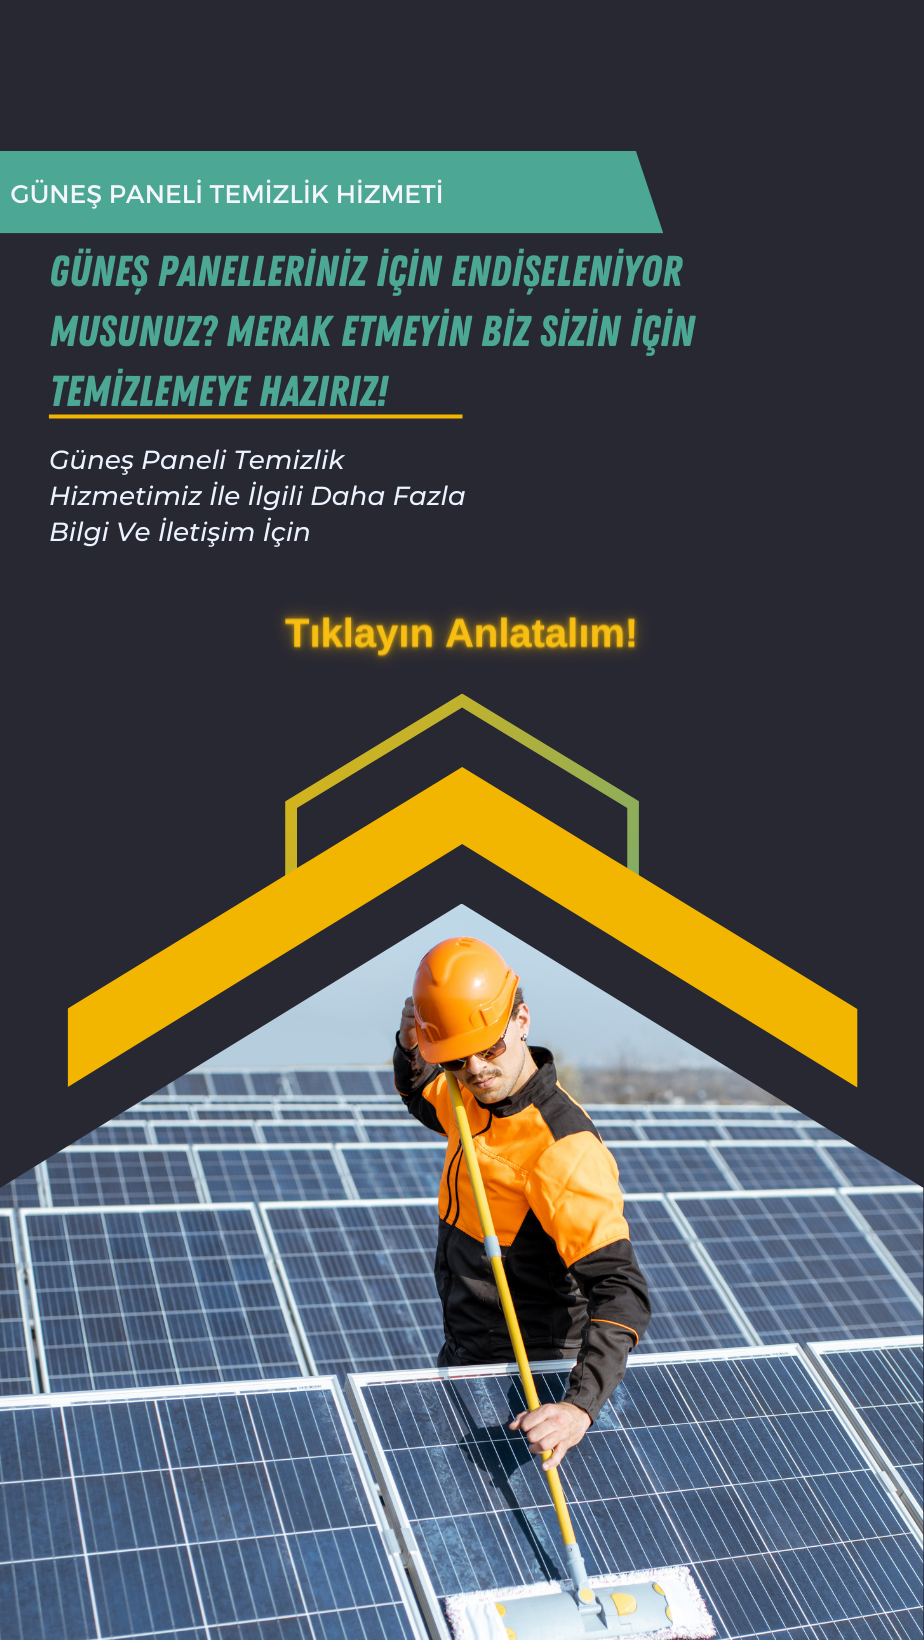 GÜNEŞ PANELİ TEMİZLİK HİZMETİ
GÜNEŞ PANELLERİNİZ İÇİN ENDİŞELENİYOR
MUSUNUZ? MERAK ETMEYİN BİZ SİZİN İÇİN
TEMİZLEMEYE HAZIRIZ!
Güneş Paneli Temizlik
Hizmetimiz İle İlgili Daha Fazla
Bilgi Ve İletişim İçin
Tıklayın Anlatalım!